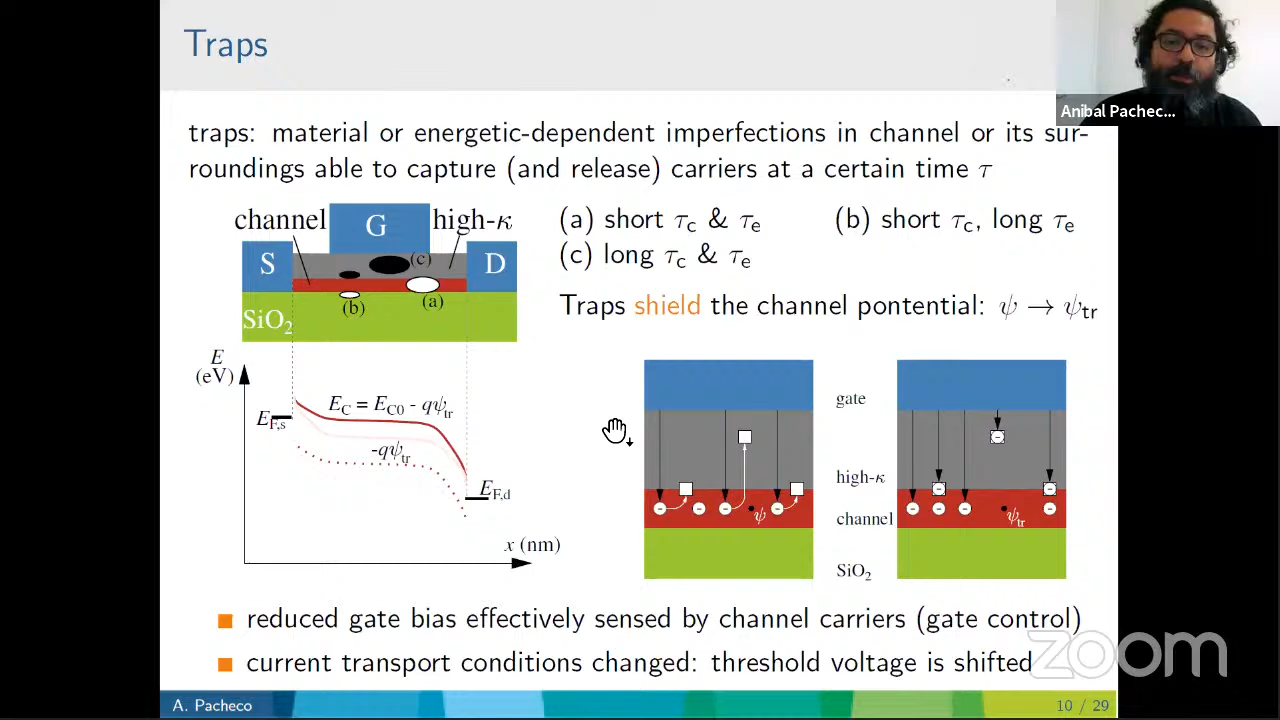 Traps
Anibal Pachec...
traps: material or energetic-dependent imperfections in channel or its sur-
roundings able to capture (and release) carriers at a certain time τ
channel
G
high-κ
S
(c)
D
(b)
(a)
SiO₂
(a) short τc & τe
(b) short τc, long τe
(c) long τc & τe
Traps shield the channel pontential: ψ → ψtr
E
(eV)
EF,s
EC = EC0 - qψtr
-qψtr
EF,d
x (nm)
gate
high-κ
channel
SiO₂
ψ
ψtr
reduced gate bias effectively sensed by channel carriers (gate control)
current transport conditions changed: threshold voltage is shifted
zoom
A. Pacheco
10 / 29